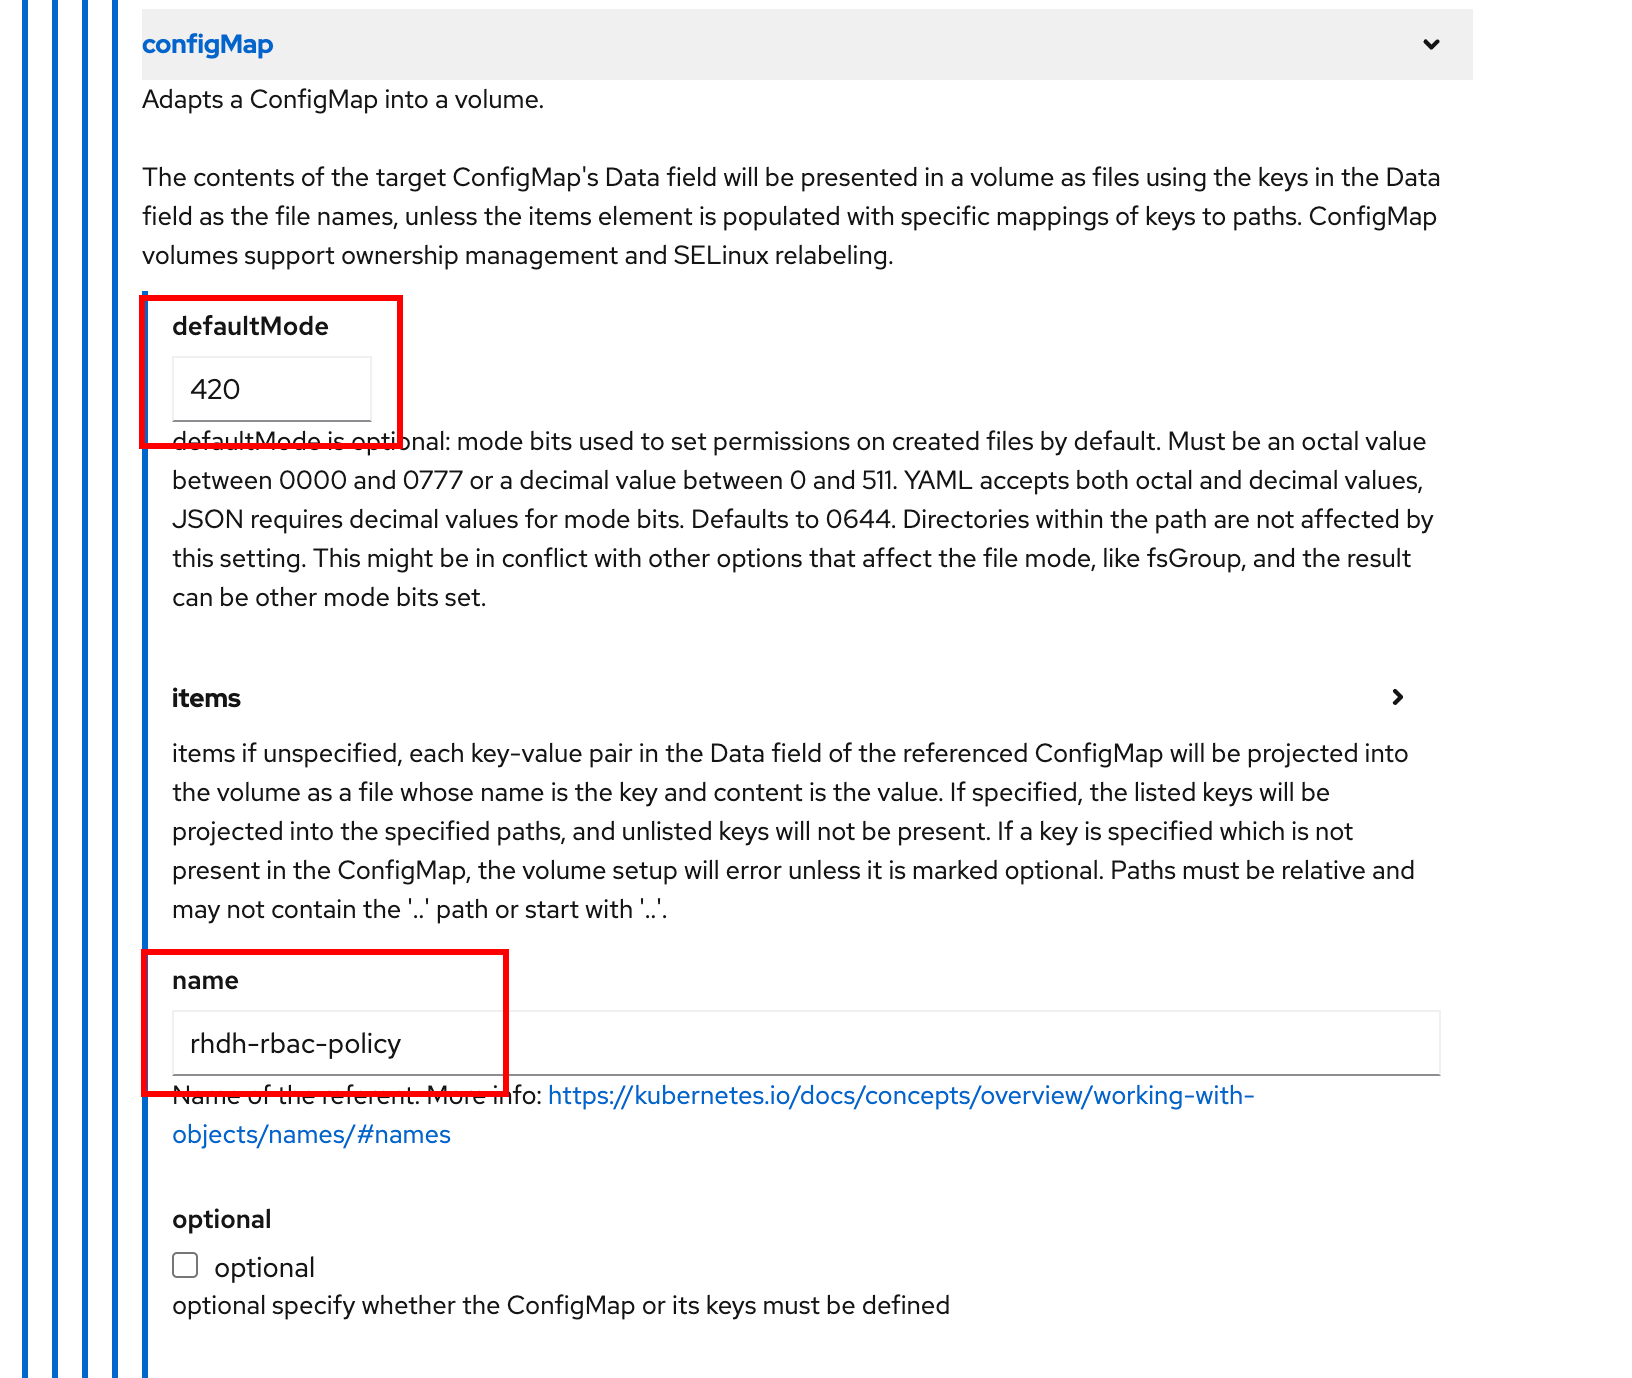 configMap
Adapts a ConfigMap into a volume.
The contents of the target ConfigMap's Data field will be presented in a volume as files using the keys in the Data
field as the file names, unless the items element is populated with specific mappings of keys to paths. ConfigMap
volumes support ownership management and SELinux relabeling.
defaultMode
420
defaultMode is optional: mode bits used to set permissions on created files by default. Must be an octal value
between 0000 and 0777 or a decimal value between 0 and 511. YAML accepts both octal and decimal values,
JSON requires decimal values for mode bits. Defaults to 0644. Directories within the path are not affected by
this setting. This might be in conflict with other options that affect the file mode, like fsGroup, and the result
can be other mode bits set.
items
items if unspecified, each key-value pair in the Data field of the referenced ConfigMap will be projected into
the volume as a file whose name is the key and content is the value. If specified, the listed keys will be
projected into the specified paths, and unlisted keys will not be present. If a key is specified which is not
present in the ConfigMap, the volume setup will error unless it is marked optional. Paths must be relative and
may not contain the '..' path or start with '..'.
name
rhdh-rbac-policy
Name of the referent. More info: https://kubernetes.io/docs/concepts/overview/working-with-
objects/names/#names
optional
optional
optional specify whether the ConfigMap or its keys must be defined